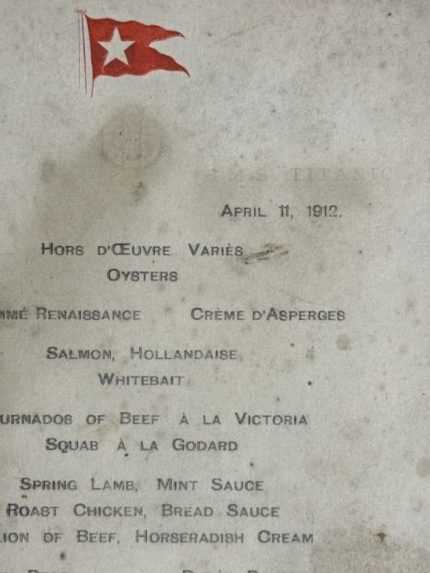 April 11, 1912.
Hors d'Œuvre Variès
Oysters
Renaissance Crème d'Asperges
Salmon, Hollandaise
Whitebait
of Beef à la Victoria
Squab à la Godard
Spring Lamb, Mint Sauce
Roast Chicken, Bread Sauce
of Beef, Horseradish Cream